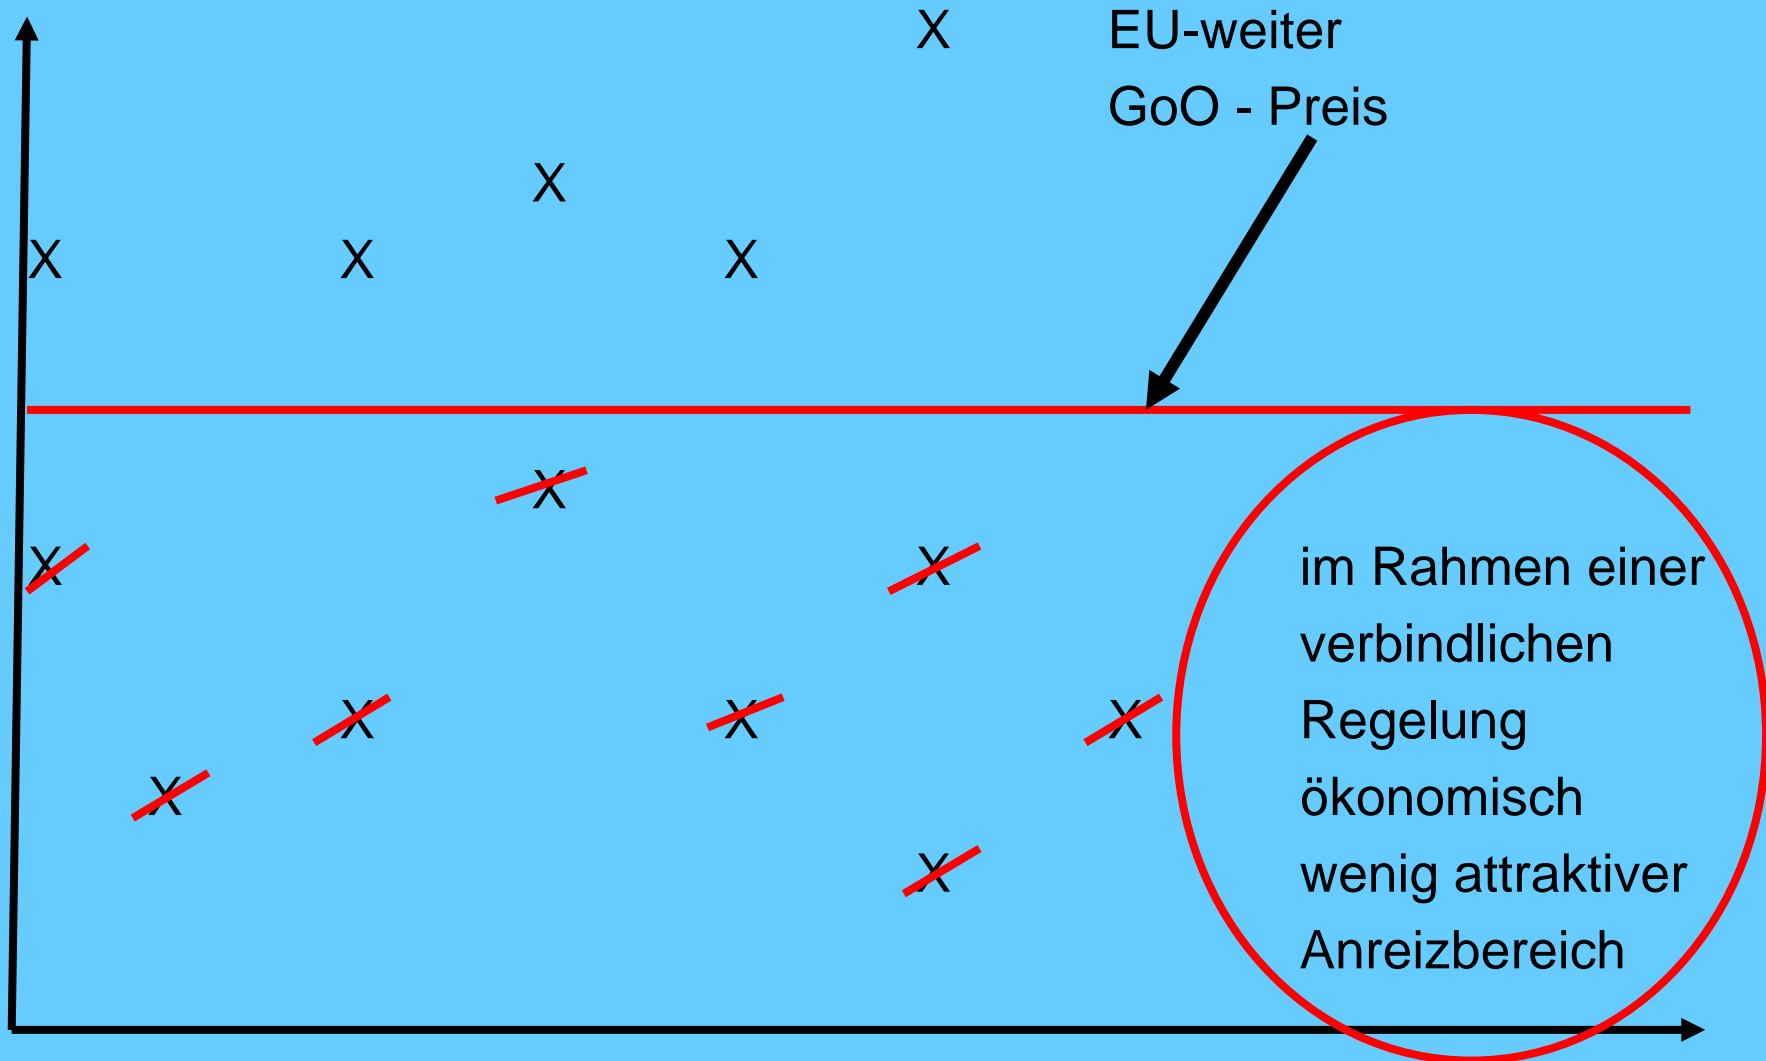 X EU-weiter
GoO - Preis
X
X X X
X
X X
im Rahmen einer
verbindlichen
X X X Regelung
X ökonomisch
X wenig attraktiver
Anreizbereich